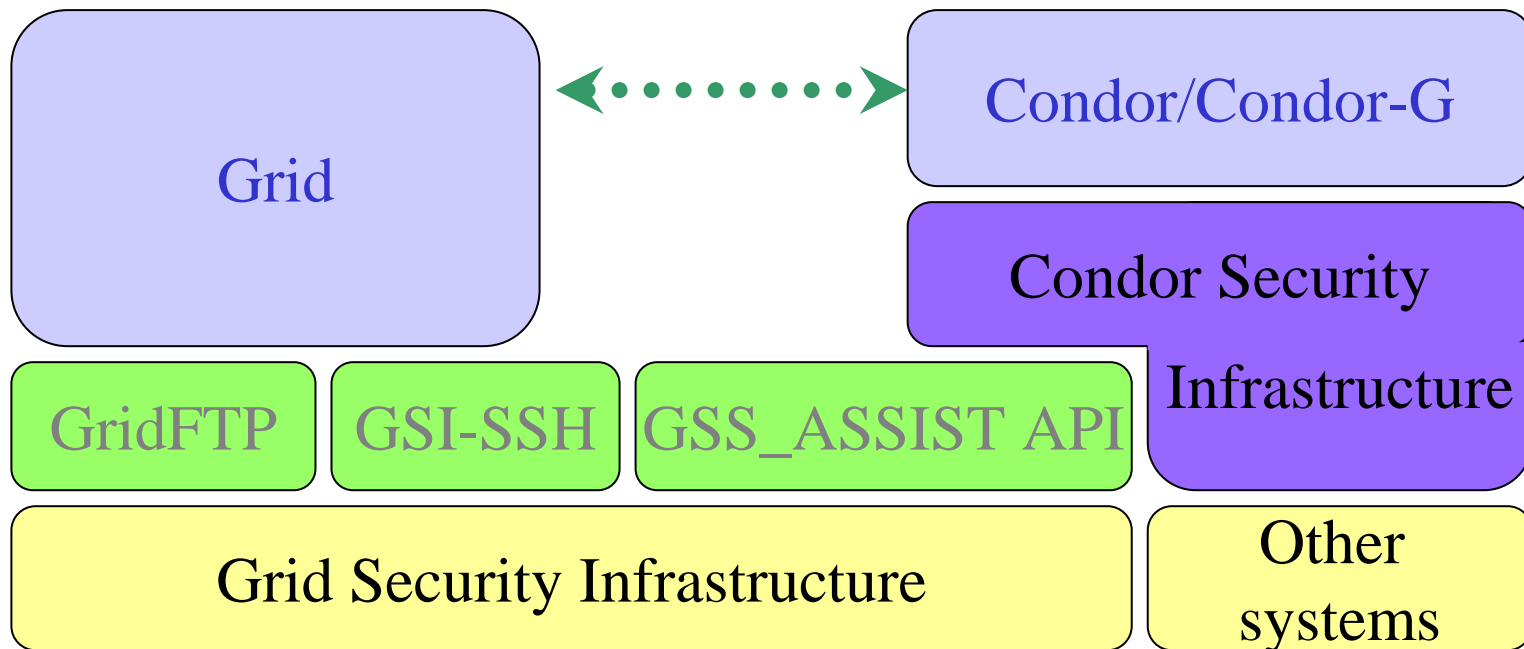 Grid
Condor/Condor-G
Condor Security
Infrastructure
GridFTP
GSI-SSH
GSS_ASSIST API
Grid Security Infrastructure
Other
systems